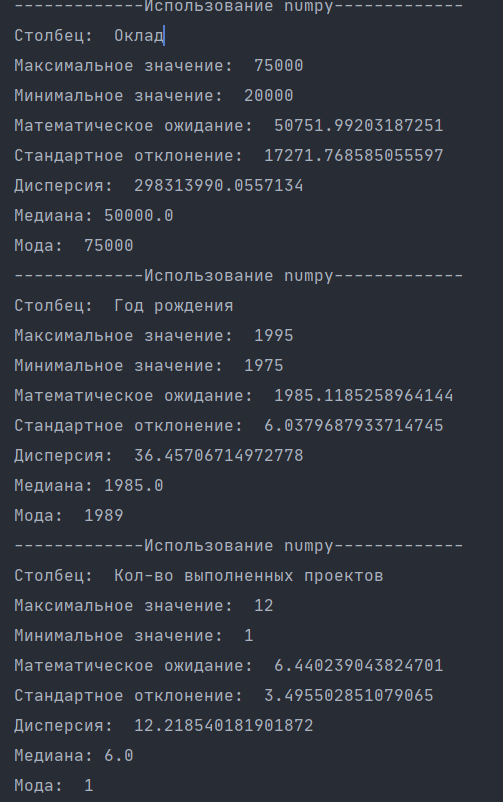 -------------Использование numpy-------------
Столбец:  Оклад
Максимальное значение:  75000
Минимальное значение:  20000
Математическое ожидание:  50751.99203187251
Стандартное отклонение:  17271.768585055597
Дисперсия:  298313990.0557134
Медиана: 50000.0
Мода:  75000
-------------Использование numpy-------------
Столбец:  Год рождения
Максимальное значение:  1995
Минимальное значение:  1975
Математическое ожидание:  1985.1185258964144
Стандартное отклонение:  6.0379687933714745
Дисперсия:  36.45706714972778
Медиана: 1985.0
Мода:  1989
-------------Использование numpy-------------
Столбец:  Кол-во выполненных проектов
Максимальное значение:  12
Минимальное значение:  1
Математическое ожидание:  6.440239043824701
Стандартное отклонение:  3.495502851079065
Дисперсия:  12.218540181901872
Медиана: 6.0
Мода:  1